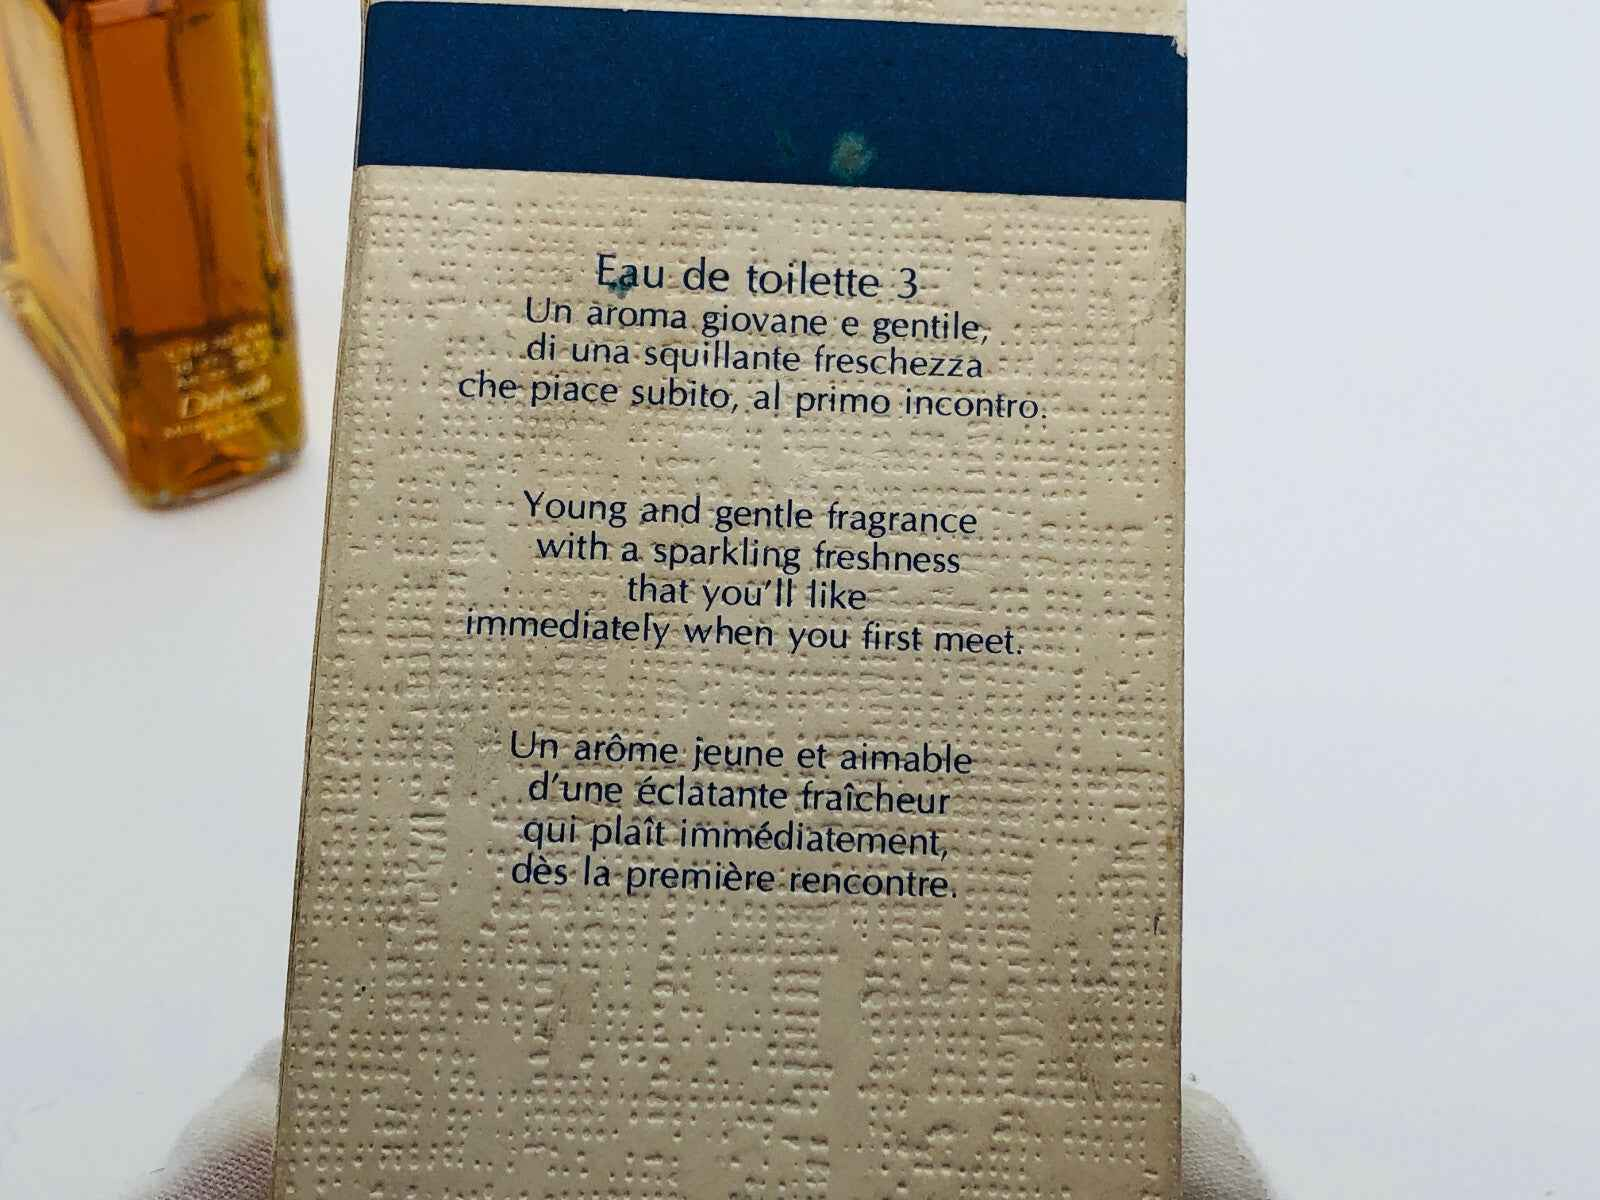 Eau de toilette 3
Un aroma giovane e gentile,
di una squillante freschezza
che piace subito, al primo incontro.
Young and gentle fragrance
with a sparkling freshness
that you'll like
immediately when you first meet.
Un arôme jeune et aimable
d'une éclatante fraîcheur
qui plaît immédiatement,
dès la première rencontre.